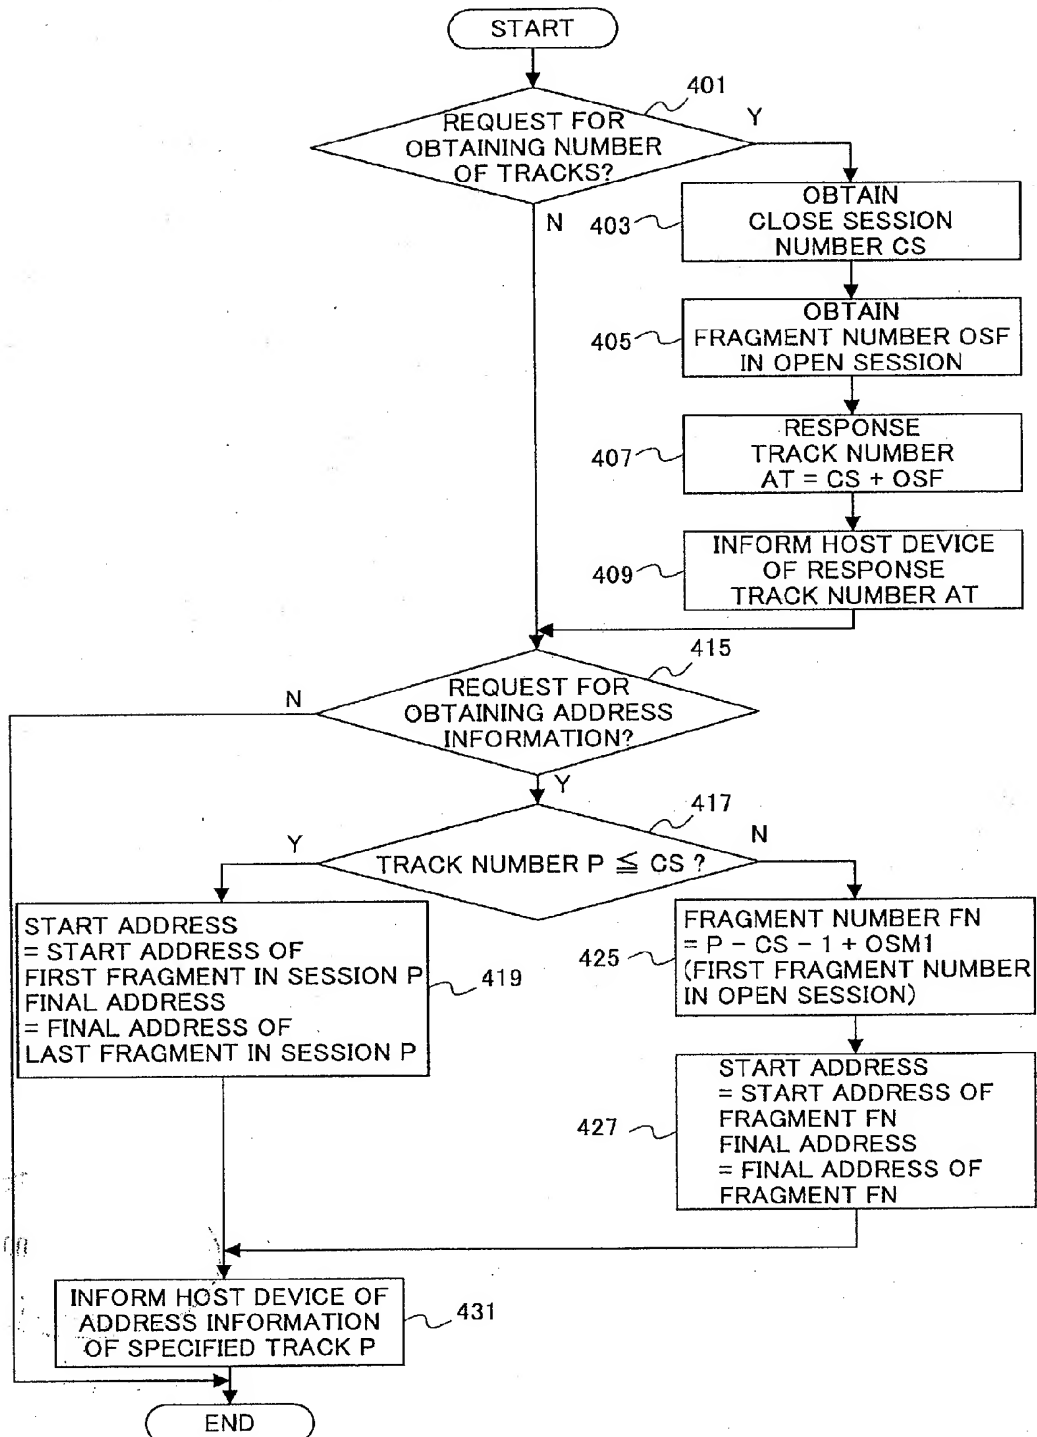 START
401
REQUEST FOR
OBTAINING NUMBER
OF TRACKS?
Y
N
OBTAIN
CLOSE SESSION
NUMBER CS
403
OBTAIN
FRAGMENT NUMBER OSF
IN OPEN SESSION
405
RESPONSE
TRACK NUMBER
AT = CS + OSF
407
INFORM HOST DEVICE
OF RESPONSE
TRACK NUMBER AT
409
415
REQUEST FOR
OBTAINING ADDRESS
INFORMATION?
N
Y
417
TRACK NUMBER P ≦ CS ?
Y
N
START ADDRESS
= START ADDRESS OF
FIRST FRAGMENT IN SESSION P
FINAL ADDRESS
= FINAL ADDRESS OF
LAST FRAGMENT IN SESSION P
419
FRAGMENT NUMBER FN
= P - CS - 1 + OSM1
(FIRST FRAGMENT NUMBER
IN OPEN SESSION)
425
START ADDRESS
= START ADDRESS OF
FRAGMENT FN
FINAL ADDRESS
= FINAL ADDRESS OF
FRAGMENT FN
427
INFORM HOST DEVICE OF
ADDRESS INFORMATION
OF SPECIFIED TRACK P
431
END